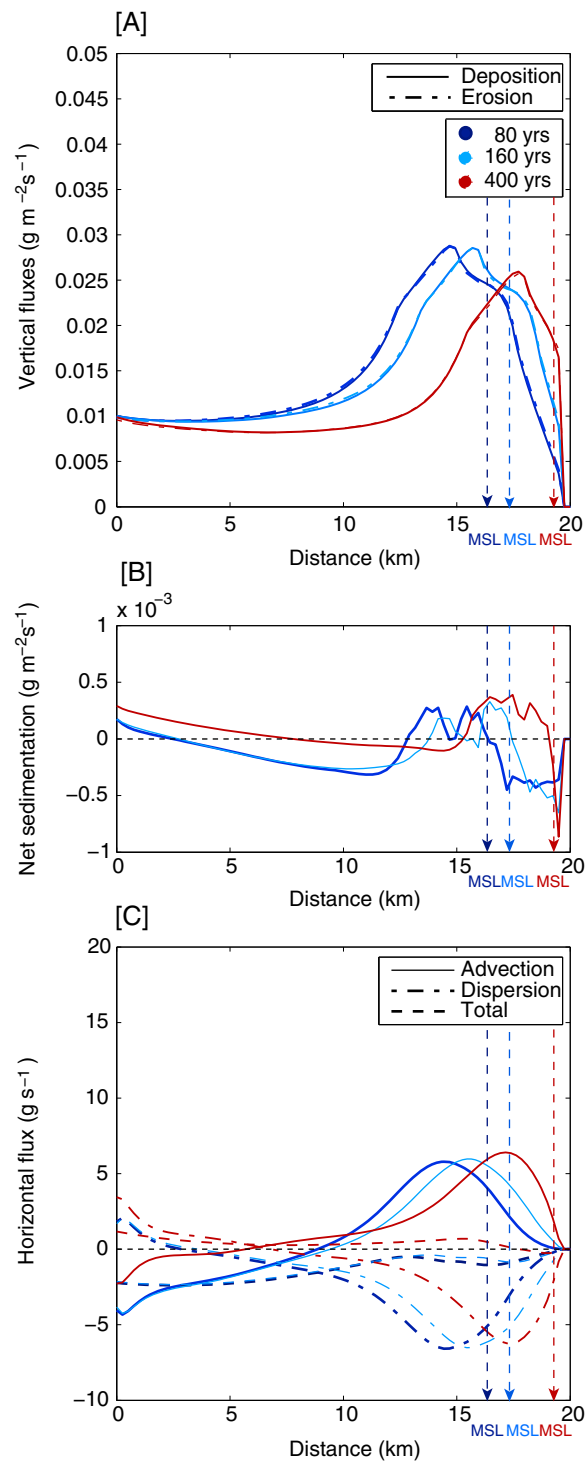 [A]
0.05
0.045
0.04
0.035
0.03
0.025
0.02
0.015
0.01
0.005
0
Vertical fluxes (g m⁻²s⁻¹)
Deposition
Erosion
80 yrs
160 yrs
400 yrs
0 5 10 15 20
MSL MSL MSL
Distance (km)
[B]
x 10⁻³
1
0.5
0
−0.5
−1
Net sedimentation (g m⁻²s⁻¹)
0 5 10 15 20
MSL MSL MSL
Distance (km)
[C]
20
15
10
5
0
−5
−10
Horizontal flux (g s⁻¹)
Advection
Dispersion
Total
0 5 10 15 20
MSL MSL MSL
Distance (km)